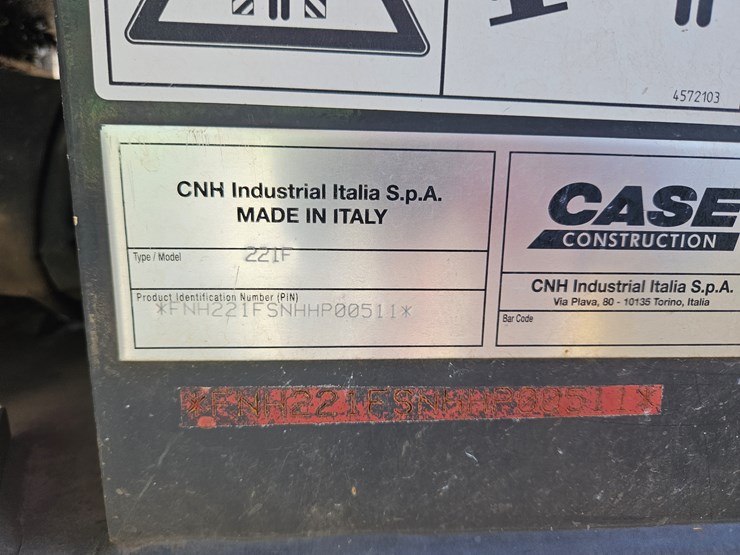 4572103
CNH Industrial Italia S.p.A.
MADE IN ITALY
Type / Model 221F
Product Identification Number (PIN)
*FNH221FSNHHP00511*
CASE
CONSTRUCTION
CNH Industrial Italia S.p.A.
Via Plava, 80 - 10135 Torino, Italia
Bar Code
*FNH221FSNHHP00511*